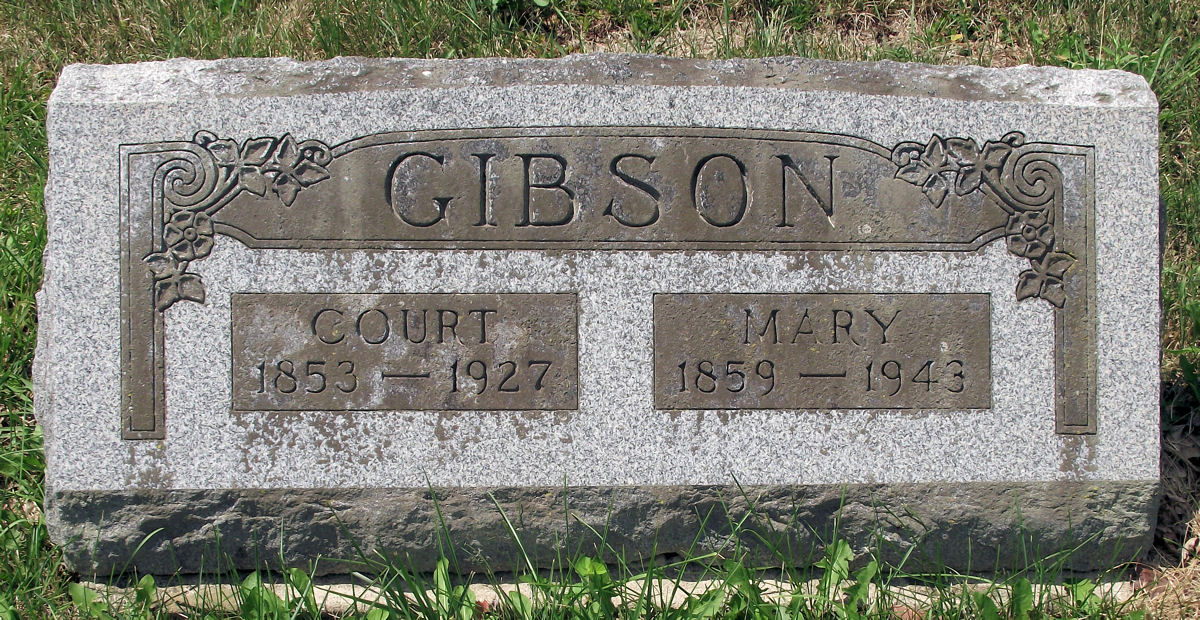 GIBSON
COURT
1853 — 1927
MARY
1859 — 1943